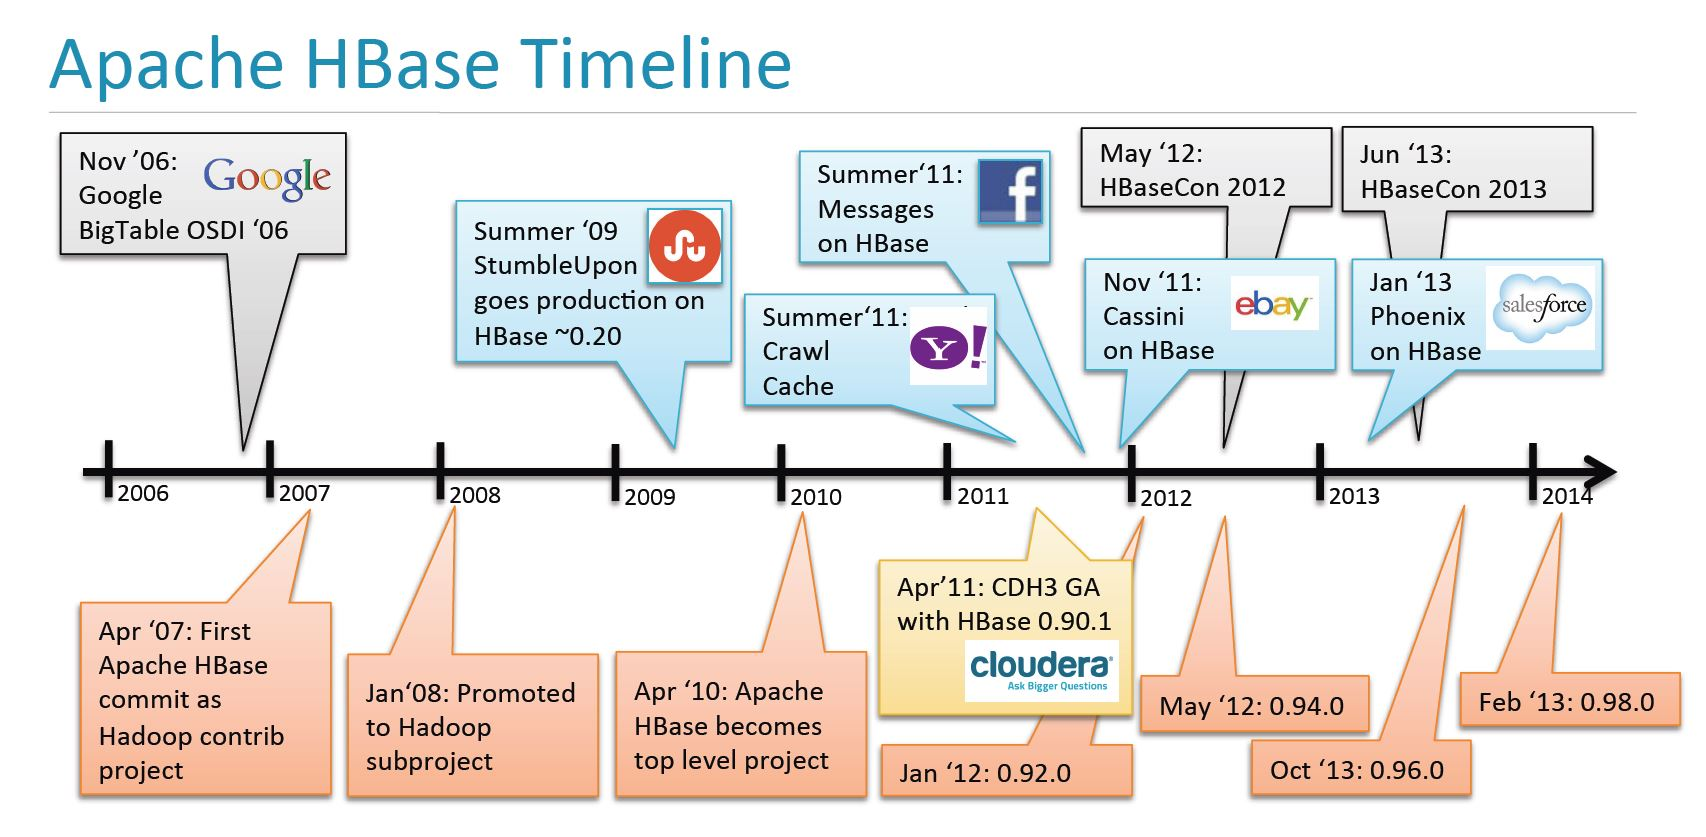 Apache HBase Timeline
Nov ’06:
Google
BigTable OSDI ‘06
Google
Summer ‘09
StumbleUpon
goes production on
HBase ~0.20
Summer‘11:
Messages
on HBase
f
Summer‘11:
Crawl
Cache
Y!
May ‘12:
HBaseCon 2012
Nov ‘11:
Cassini
on HBase
ebay
Jun ‘13:
HBaseCon 2013
Jan ‘13
Phoenix
on HBase
salesforce
2006
2007
2008
2009
2010
2011
2012
2013
2014
Apr ‘07: First
Apache HBase
commit as
Hadoop contrib
project
Jan‘08: Promoted
to Hadoop
subproject
Apr ‘10: Apache
HBase becomes
top level project
Apr’11: CDH3 GA
with HBase 0.90.1
cloudera
Ask Bigger Questions
Jan ‘12: 0.92.0
May ‘12: 0.94.0
Oct ‘13: 0.96.0
Feb ‘13: 0.98.0